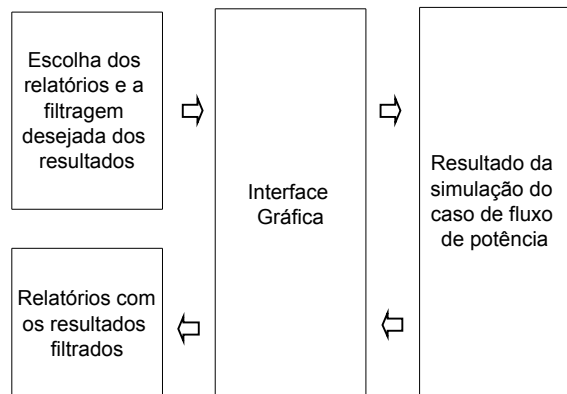 Escolha dos
relatórios e a
filtragem
desejada dos
resultados
Interface
Gráfica
Resultado da
simulação do
caso de fluxo
de potência
Relatórios com
os resultados
filtrados